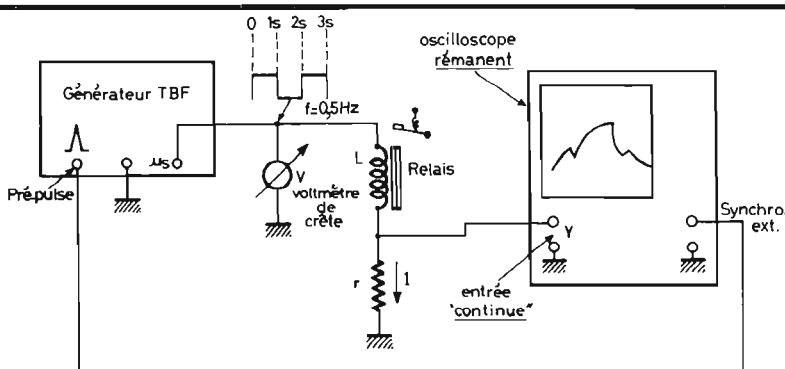 0 1s 2s 3s
oscilloscope
rémanent
Générateur TBF
f=0,5Hz
µs
Prépulse
V
voltmètre
de
crête
L
Relais
r
I
Y
entrée
"continue"
Synchro.
ext.